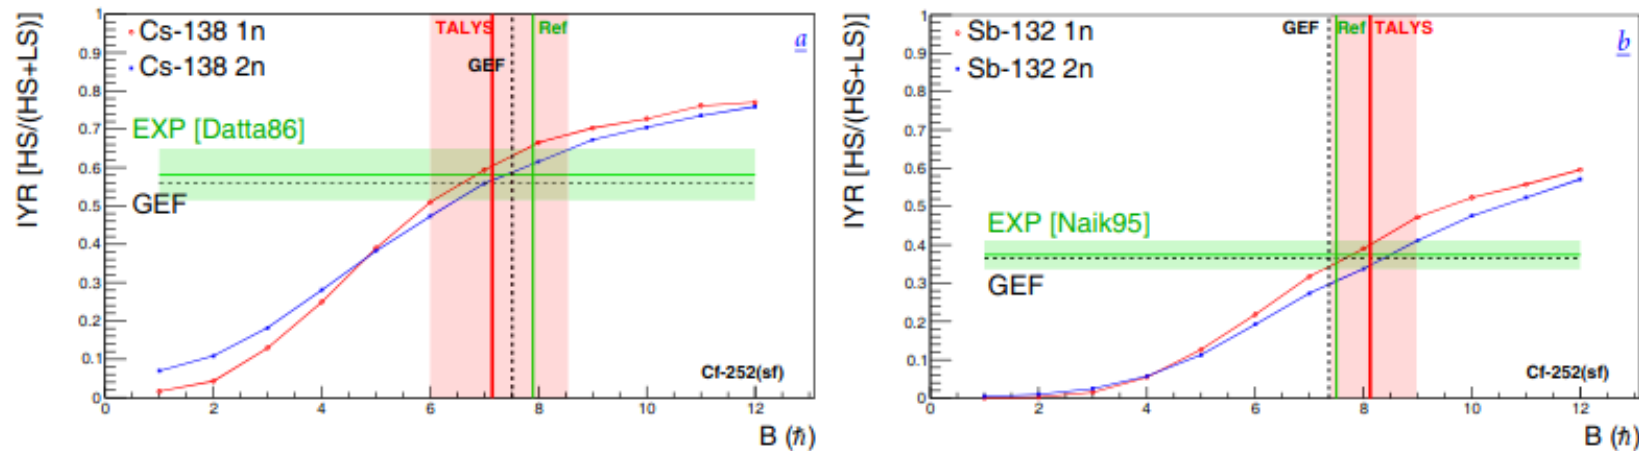 IYR [HS/(HS+LS)]
1
0.9
0.8
0.7
0.6
0.5
0.4
0.3
0.2
0.1
0
Cs-138 1n
Cs-138 2n
TALYS
Ref
GEF
a
EXP [Datta86]
GEF
Cf-252(sf)
0 2 4 6 8 10 12
B (ℏ)
IYR [HS/(HS+LS)]
1
0.9
0.8
0.7
0.6
0.5
0.4
0.3
0.2
0.1
0
Sb-132 1n
Sb-132 2n
GEF Ref TALYS
b
EXP [Naik95]
GEF
Cf-252(sf)
0 2 4 6 8 10 12
B (ℏ)